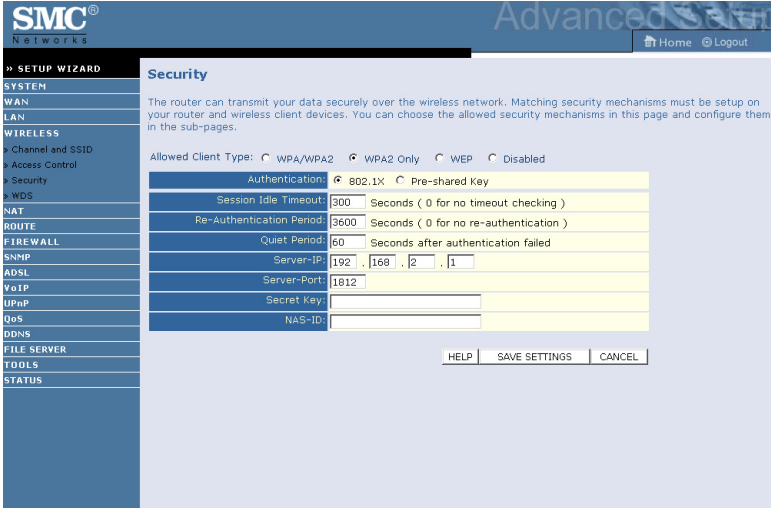 SMC®
Networks
Advanced Setup
Home Logout
» SETUP WIZARD
SYSTEM
WAN
LAN
WIRELESS
» Channel and SSID
» Access Control
» Security
» WDS
NAT
ROUTE
FIREWALL
SNMP
ADSL
VoIP
UPnP
QoS
DDNS
FILE SERVER
TOOLS
STATUS
Security
The router can transmit your data securely over the wireless network. Matching security mechanisms must be setup on
your router and wireless client devices. You can choose the allowed security mechanisms in this page and configure them
in the sub-pages.
Allowed Client Type: WPA/WPA2 WPA2 Only WEP Disabled
Authentication: 802.1X Pre-shared Key
Session Idle Timeout: 300 Seconds ( 0 for no timeout checking )
Re-Authentication Period: 3600 Seconds ( 0 for no re-authentication )
Quiet Period: 60 Seconds after authentication failed
Server-IP: 192 . 168 . 2 . 1
Server-Port: 1812
Secret Key:
NAS-ID:
HELP SAVE SETTINGS CANCEL